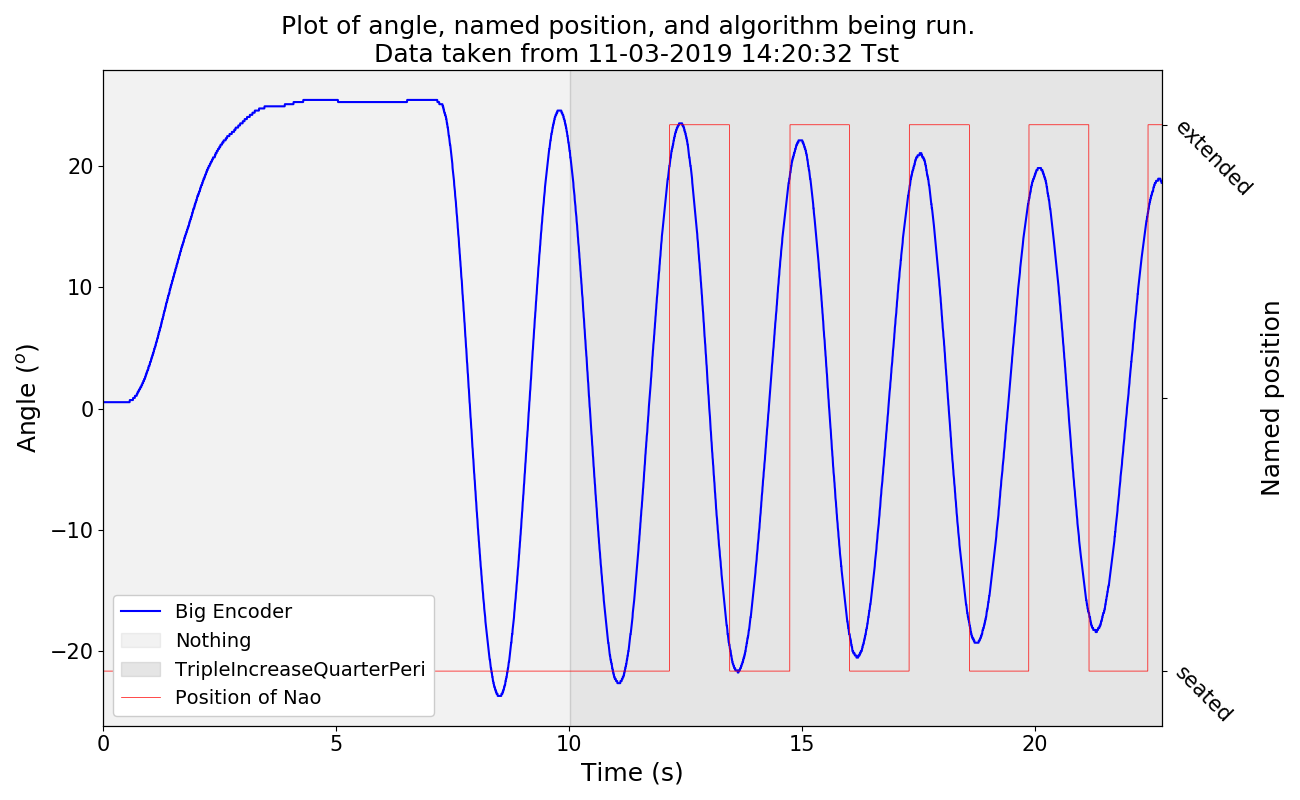 Plot of angle, named position, and algorithm being run.
Data taken from 11-03-2019 14:20:32 Tst
20
10
0
−10
−20
Angle (o)
extended
seated
Named position
Big Encoder
Nothing
TripleIncreaseQuarterPeri
Position of Nao
0 5 10 15 20
Time (s)